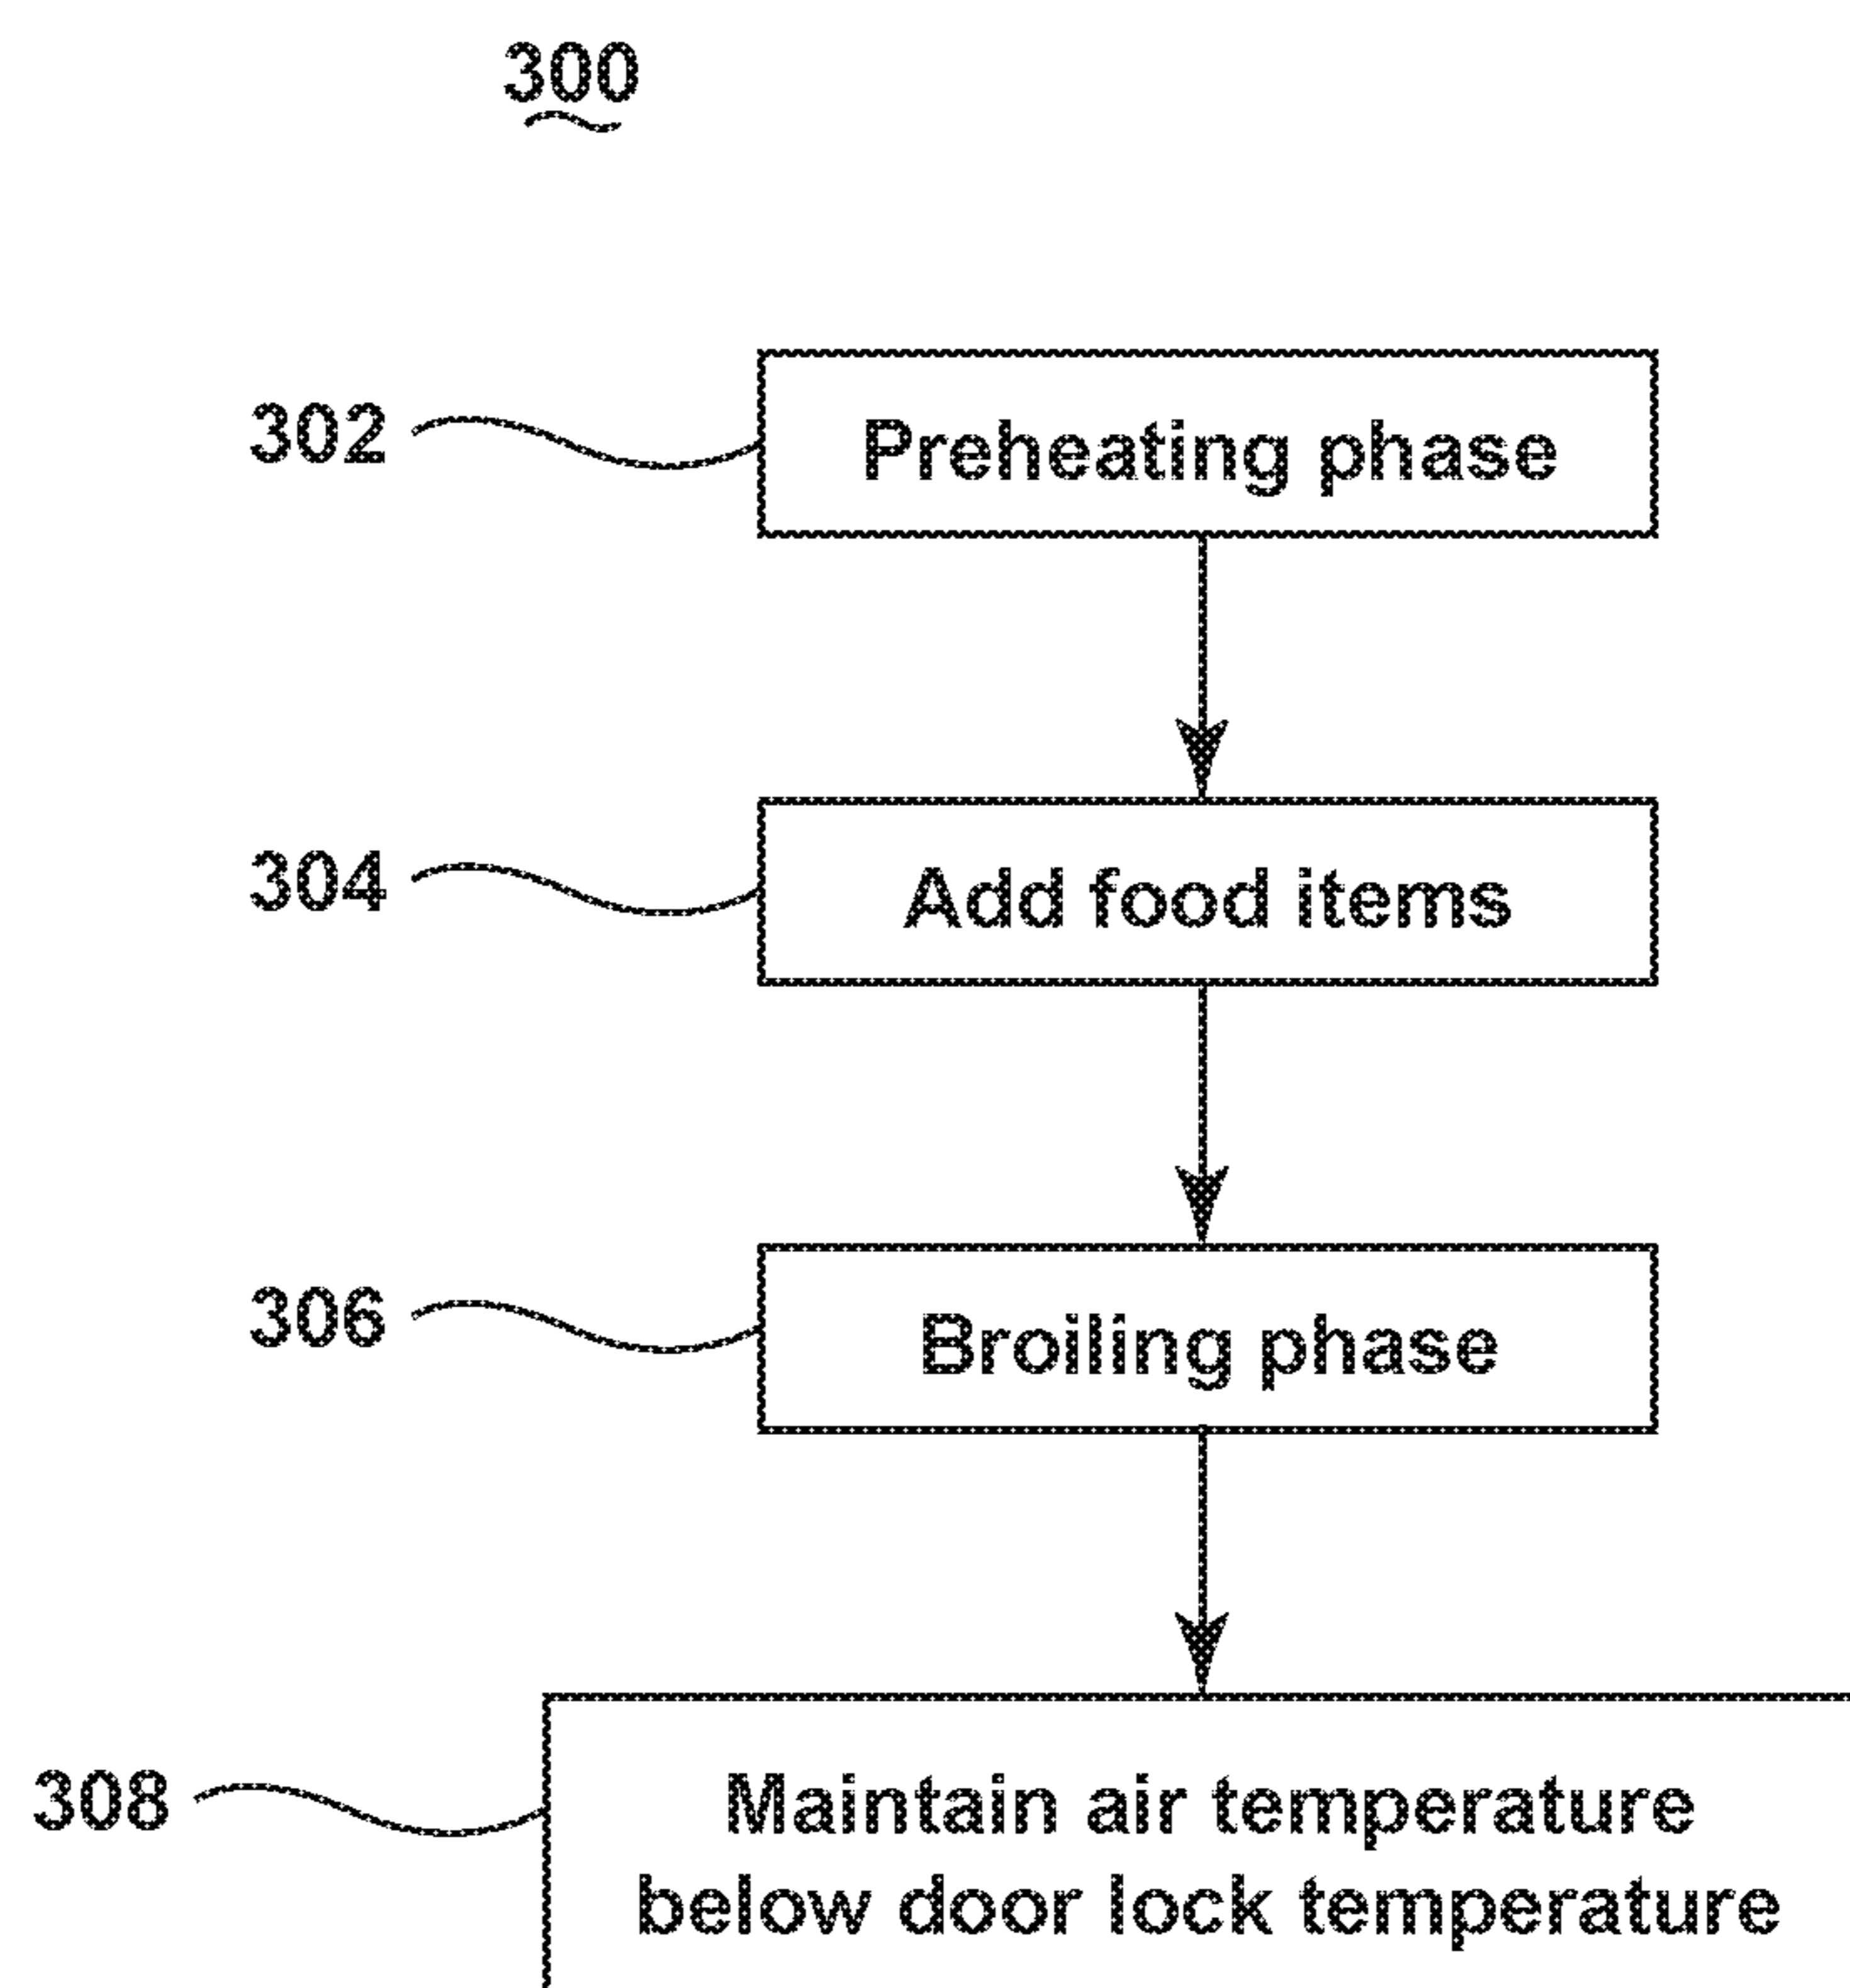 300
302
Preheating phase
304
Add food items
306
Broiling phase
308
Maintain air temperature
below door lock temperature